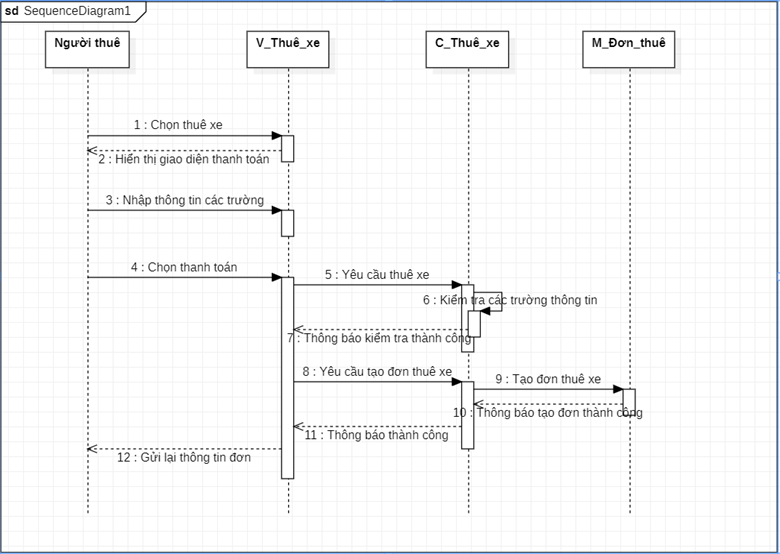 sd SequenceDiagram1
Người thuê
V_Thuê_xe
C_Thuê_xe
M_Đơn_thuê
1 : Chọn thuê xe
2 : Hiển thị giao diện thanh toán
3 : Nhập thông tin các trường
4 : Chọn thanh toán
5 : Yêu cầu thuê xe
6 : Kiểm tra các trường thông tin
7 : Thông báo kiểm tra thành công
8 : Yêu cầu tạo đơn thuê xe
9 : Tạo đơn thuê xe
10 : Thông báo tạo đơn thành công
11 : Thông báo thành công
12 : Gửi lại thông tin đơn